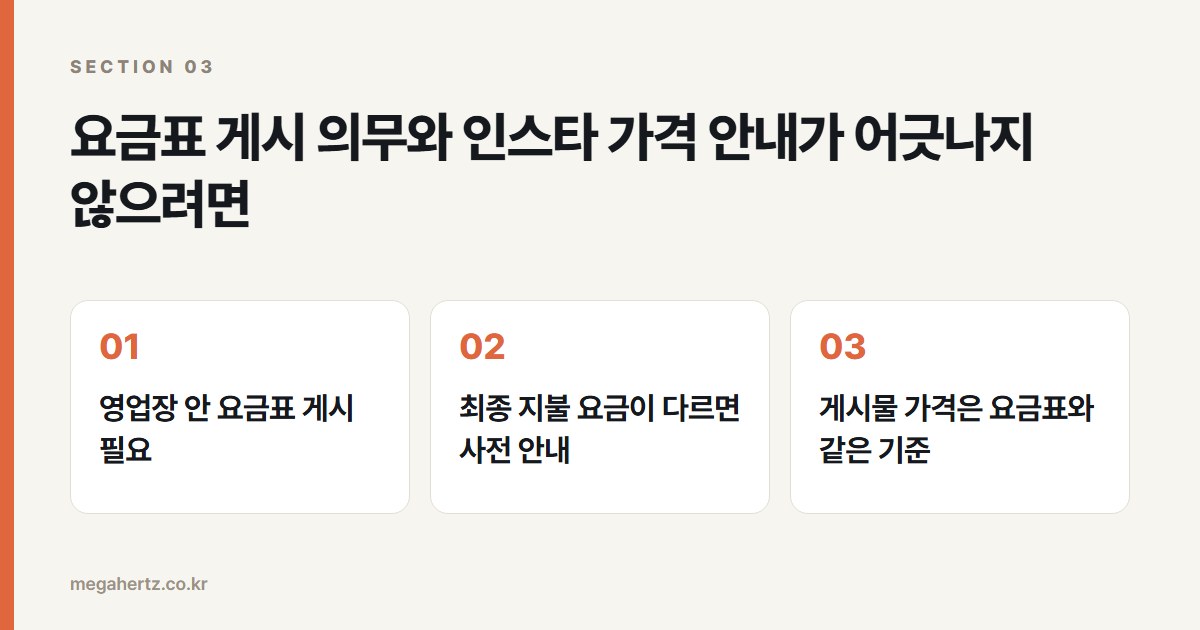 SECTION 03
요금표 게시 의무와 인스타 가격 안내가 어긋나지
않으려면
01
영업장 안 요금표 게시
필요
02
최종 지불 요금이 다르면
사전 안내
03
게시물 가격은 요금표와
같은 기준
megahertz.co.kr